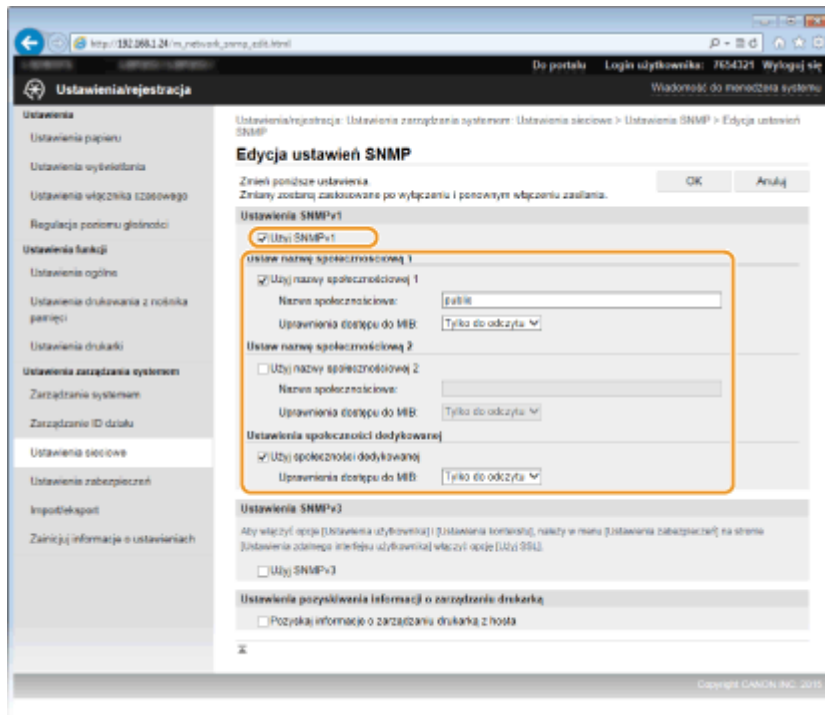 http://192.168.1.24/m_network_snmp_edit.html
Do portalu Login użytkownika: 7654321 Wyloguj się
Ustawienia/rejestracja
Wiadomość do menedżera systemu
Ustawienia
Ustawienia papieru
Ustawienia wyświetlania
Ustawienia włącznika czasowego
Regulacja poziomu głośności
Ustawienia funkcji
Ustawienia ogólne
Ustawienia drukowania z nośnika
pamięci
Ustawienia drukarki
Ustawienia zarządzania systemem
Zarządzanie systemem
Zarządzanie ID działu
Ustawienia sieciowe
Ustawienia zabezpieczeń
Import/eksport
Zainicjuj informacje o ustawieniach
Ustawienia/rejestracja: Ustawienia zarządzania systemem: Ustawienia sieciowe > Ustawienia SNMP > Edycja ustawień
SNMP
Edycja ustawień SNMP
Zmień poniższe ustawienia.
Zmiany zostaną zastosowane po wyłączeniu i ponownym włączeniu zasilania.
OK Anuluj
Ustawienia SNMPv1
Użyj SNMPv1
Ustaw nazwę społecznościową 1
Użyj nazwy społecznościowej 1
Nazwa społecznościowa: public
Uprawnienia dostępu do MIB: Tylko do odczytu
Ustaw nazwę społecznościową 2
Użyj nazwy społecznościowej 2
Nazwa społecznościowa:
Uprawnienia dostępu do MIB: Tylko do odczytu
Ustawienia społeczności dedykowanej
Użyj społeczności dedykowanej
Uprawnienia dostępu do MIB: Tylko do odczytu
Ustawienia SNMPv3
Aby włączyć opcje [Ustawienia użytkownika] i [Ustawienia kontekstu], należy w menu [Ustawienia zabezpieczeń] na stronie
[Ustawienia zdalnego interfejsu użytkownika] włączyć opcję [Użyj SSL].
Użyj SNMPv3
Ustawienia pozyskiwania informacji o zarządzaniu drukarką
Pozyskaj informacje o zarządzaniu drukarką z hosta
Copyright CANON INC. 2015